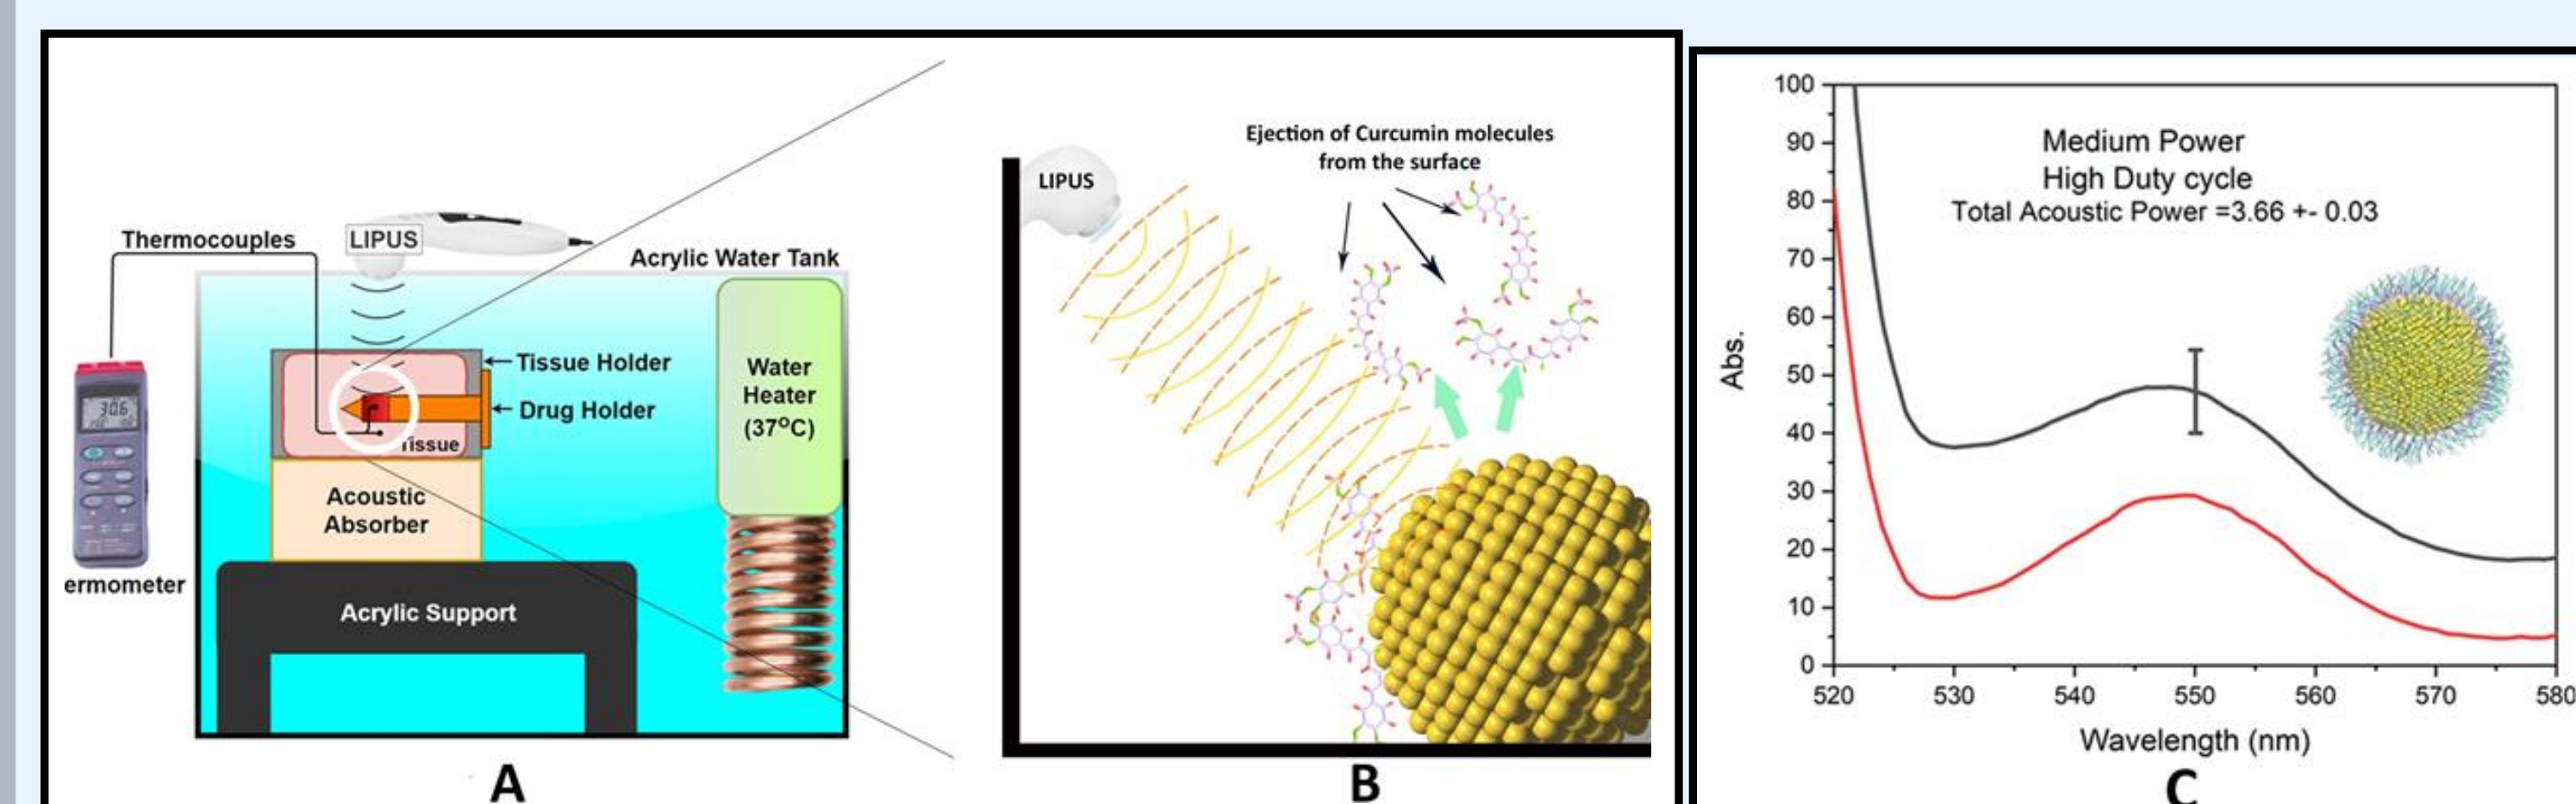 Thermocouples
LIPUS
Acrylic Water Tank
30.6
Tissue Holder
Drug Holder
Tissue
Water
Heater
(37°C)
Acoustic
Absorber
ermometer
Acrylic Support
A
Ejection of Curcumin molecules
from the surface
LIPUS
B
100
90
80
70
60
50
40
30
20
10
0
Abs.
Medium Power
High Duty cycle
Total Acoustic Power =3.66 +- 0.03
520 530 540 550 560 570 580
Wavelength (nm)
C